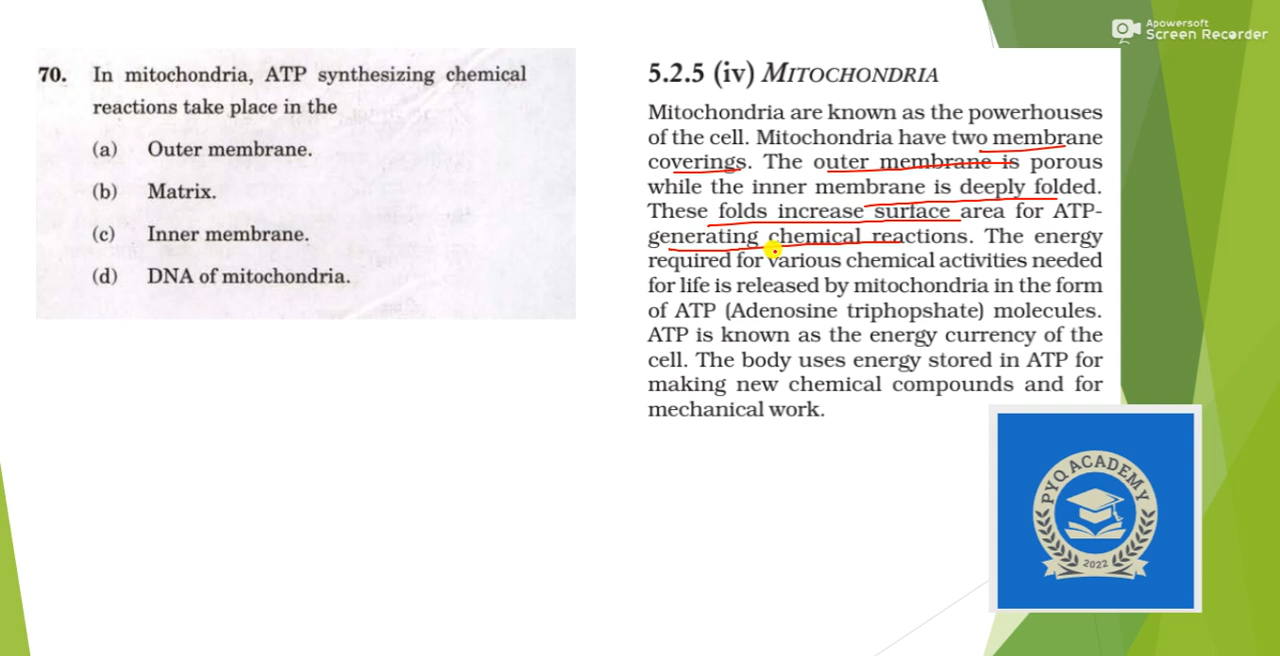 Apowersoft
Screen Recorder
70. In mitochondria, ATP synthesizing chemical
reactions take place in the
(a) Outer membrane.
(b) Matrix.
(c) Inner membrane.
(d) DNA of mitochondria.
5.2.5 (iv) MITOCHONDRIA
Mitochondria are known as the powerhouses
of the cell. Mitochondria have two membrane
coverings. The outer membrane is porous
while the inner membrane is deeply folded.
These folds increase surface area for ATP-
generating chemical reactions. The energy
required for various chemical activities needed
for life is released by mitochondria in the form
of ATP (Adenosine triphopshate) molecules.
ATP is known as the energy currency of the
cell. The body uses energy stored in ATP for
making new chemical compounds and for
mechanical work.
PYQ ACADEMY
2022